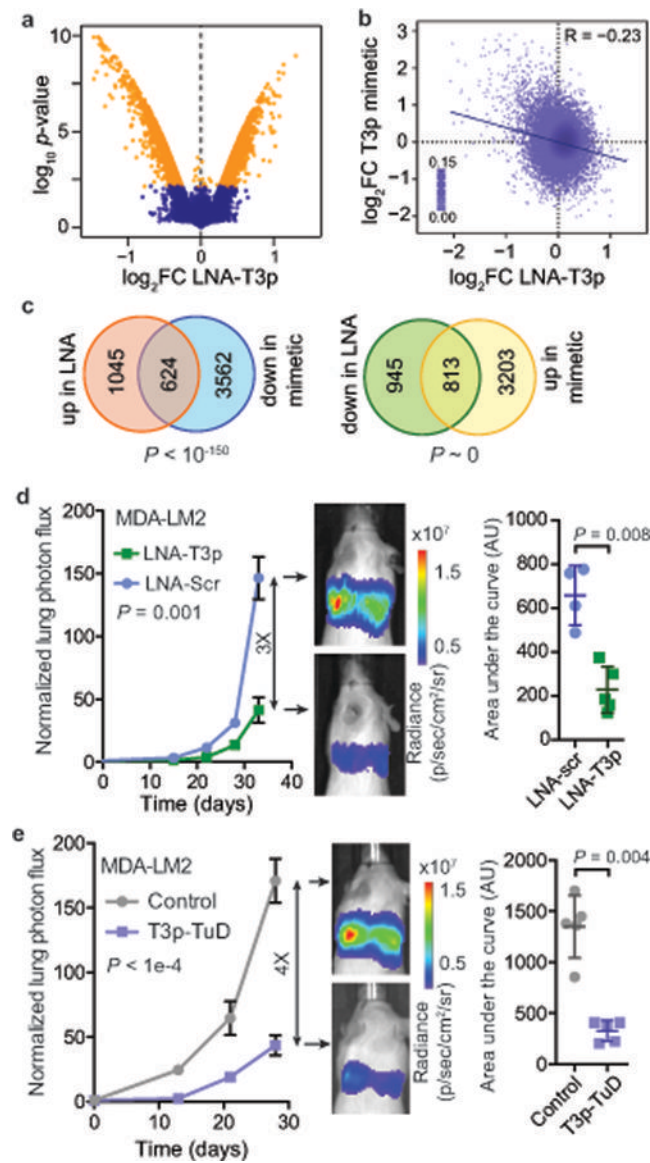 a
10
5
0
log10 p-value
−1
0
1
log2FC LNA-T3p
b
R = −0.23
3
2
1
0
−1
−2
log2FC T3p mimetic
0.15
0.00
−2
−1
0
1
log2FC LNA-T3p
c
up in LNA
1045
624
3562
down in
mimetic
P < 10-150
down in LNA
945
813
3203
up in
mimetic
P ~ 0
d
MDA-LM2
LNA-T3p
LNA-Scr
P = 0.001
3X
Normalized lung photon flux
200
150
100
50
0
0
10
20
30
40
Time (days)
x10⁷
1.5
1
0.5
Radiance
(p/sec/cm²/sr)
P = 0.008
Area under the curve (AU)
800
600
400
200
0
LNA-scr
LNA-T3p
e
MDA-LM2
Control
T3p-TuD
P < 1e-4
4X
Normalized lung photon flux
200
150
100
50
0
0
10
20
30
Time (days)
x10⁷
1.5
1
0.5
Radiance
(p/sec/cm²/sr)
P = 0.004
Area under the curve (AU)
2000
1500
1000
500
0
Control
T3p-TuD